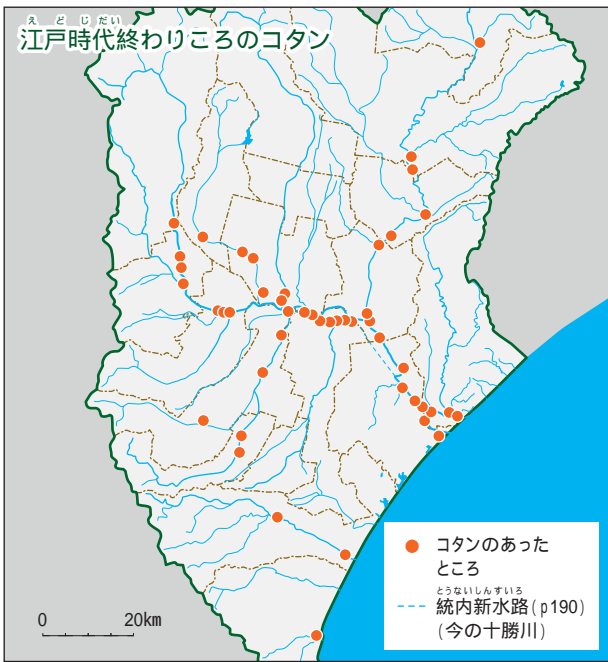 えどじだい
江戸時代終わりころのコタン
コタンのあった
ところ
とうないしんすいろ
統内新水路(p190)
(今の十勝川)
0 20km